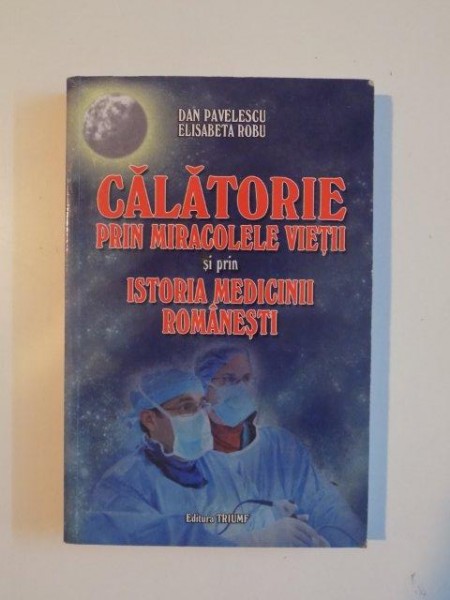 DAN PAVELESCU
ELISABETA ROBU
CĂLĂTORIE
PRIN MIRACOLELE VIEȚII
și prin
ISTORIA MEDICINII
ROMÂNEȘTI
Editura TRIUMF